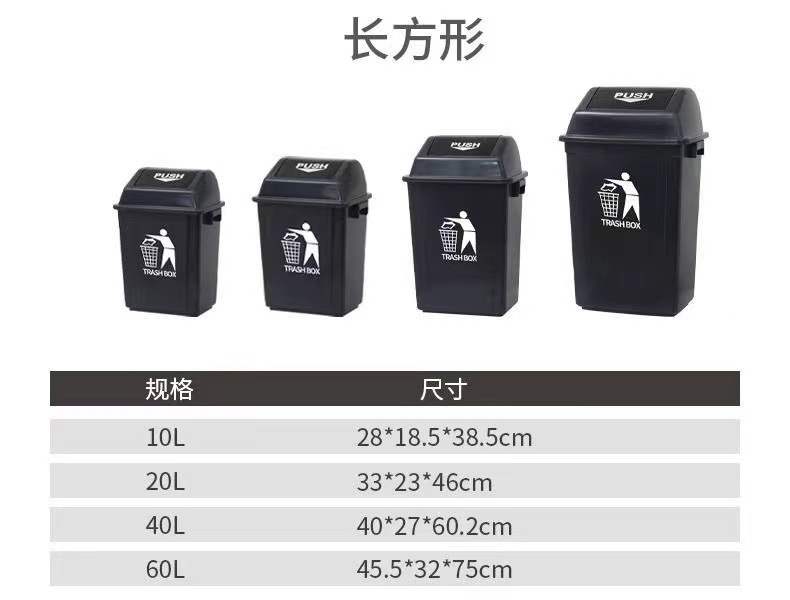 长方形
PUSH
PUSH
PUSH
PUSH
TRASH BOX
TRASH BOX
TRASH BOX
TRASH BOX
规格 尺寸
10L 28*18.5*38.5cm
20L 33*23*46cm
40L 40*27*60.2cm
60L 45.5*32*75cm